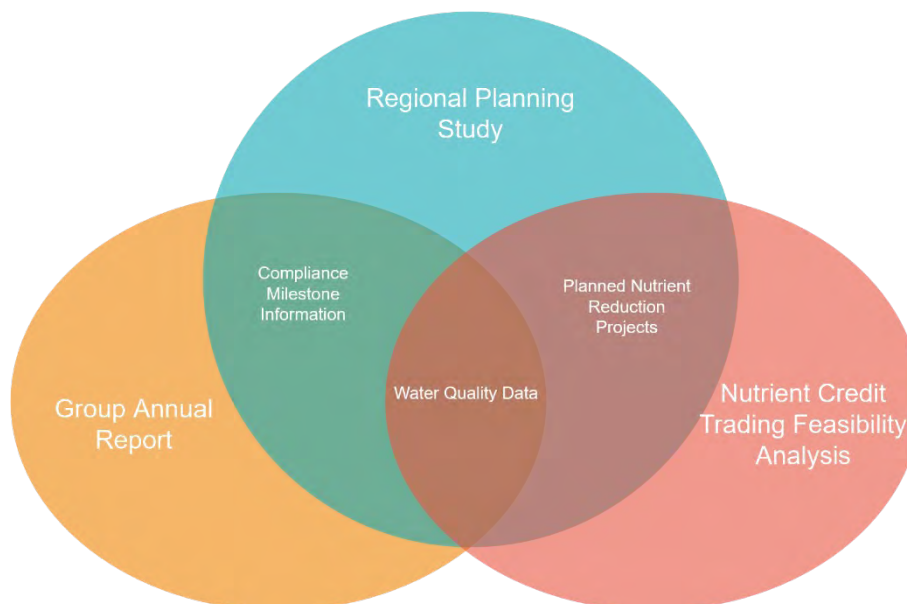 Regional Planning
Study
Compliance
Milestone
Information
Planned Nutrient
Reduction
Projects
Water Quality Data
Group Annual
Report
Nutrient Credit
Trading Feasibility
Analysis